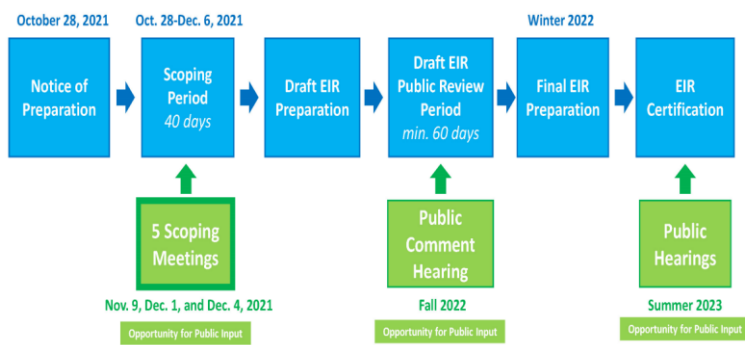 October 28, 2021
Oct. 28-Dec. 6, 2021
Winter 2022
Notice of
Preparation
Scoping
Period
40 days
Draft EIR
Preparation
Draft EIR
Public Review
Period
min. 60 days
Final EIR
Preparation
EIR
Certification
5 Scoping
Meetings
Public
Comment
Hearing
Public
Hearings
Nov. 9, Dec. 1, and Dec. 4, 2021
Fall 2022
Summer 2023
Opportunity for Public Input
Opportunity for Public Input
Opportunity for Public Input